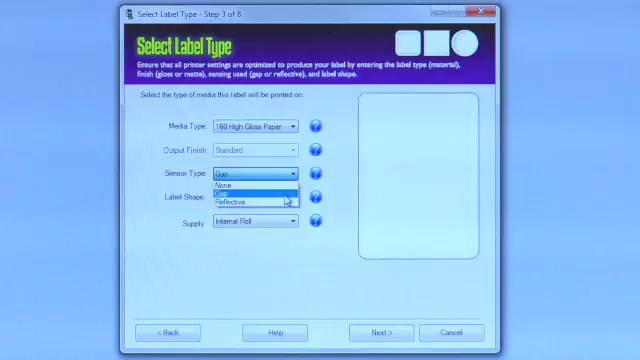 Select Label Type - Step 3 of 8
Select Label Type
Ensure that all printer settings are optimized to produce your label by entering the label type (material),
finish (gloss or matte), sensing used (gap or reflective), and label shape.
Select the type of media this label will be printed on:
Media Type: 160 High Gloss Paper ?
Output Finish: Standard ?
Sensor Type: Gap ?
None
Gap
Label Shape: Reflective ?
Supply Internal Roll ?
< Back Help Next > Cancel